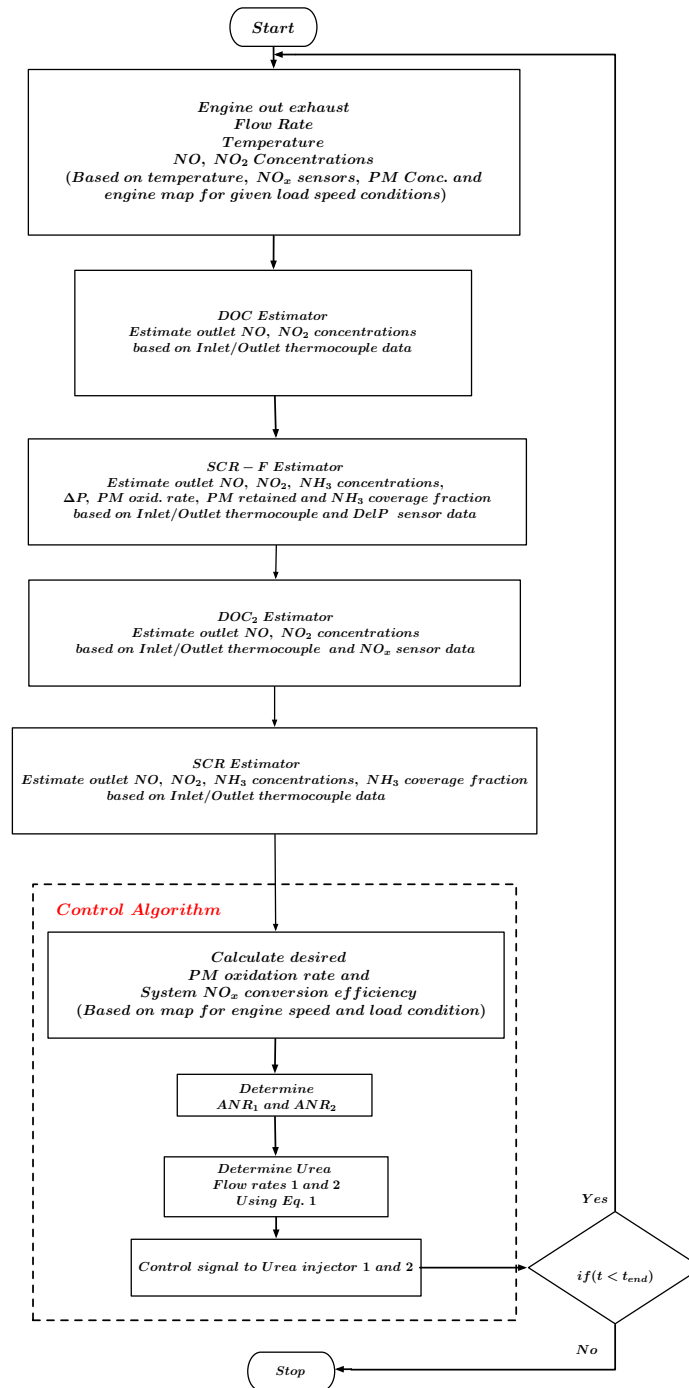 Start
Engine out exhaust
Flow Rate
Temperature
NO, NO₂ Concentrations
(Based on temperature, NOₓ sensors, PM Conc. and
engine map for given load speed conditions)
DOC Estimator
Estimate outlet NO, NO₂ concentrations
based on Inlet/Outlet thermocouple data
SCR − F Estimator
Estimate outlet NO, NO₂, NH₃ concentrations,
ΔP, PM oxid. rate, PM retained and NH₃ coverage fraction
based on Inlet/Outlet thermocouple and DelP sensor data
DOC₂ Estimator
Estimate outlet NO, NO₂ concentrations
based on Inlet/Outlet thermocouple and NOₓ sensor data
SCR Estimator
Estimate outlet NO, NO₂, NH₃ concentrations, NH₃ coverage fraction
based on Inlet/Outlet thermocouple data
Control Algorithm
Calculate desired
PM oxidation rate and
System NOₓ conversion efficiency
(Based on map for engine speed and load condition)
Determine
ANR₁ and ANR₂
Determine Urea
Flow rates 1 and 2
Using Eq. 1
Control signal to Urea injector 1 and 2
Yes
if(t < t_end)
No
Stop